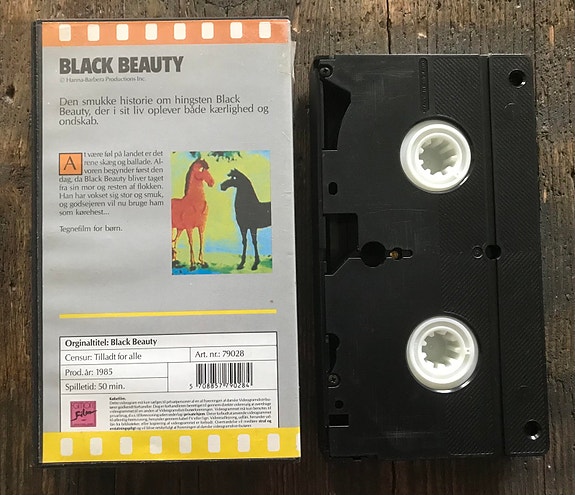 BLACK BEAUTY
© Hanna-Barbera Productions Inc.
Den smukke historie om hingsten Black
Beauty, der i sit liv oplever både kærlighed og
ondskab.
At være føl på landet er det
rene skæg og ballade. Al-
voren begynder først den
dag, da Black Beauty bliver taget
fra sin mor og resten af flokken.
Han har vokset sig stor og smuk,
og godsejeren vil nu bruge ham
som kørehest...
Tegnefilm for børn.
Orginaltitel: Black Beauty
Censur: Tilladt for alle
Art. nr.: 79028
Prod. år: 1985
Spilletid: 50 min.
5 708857 790284